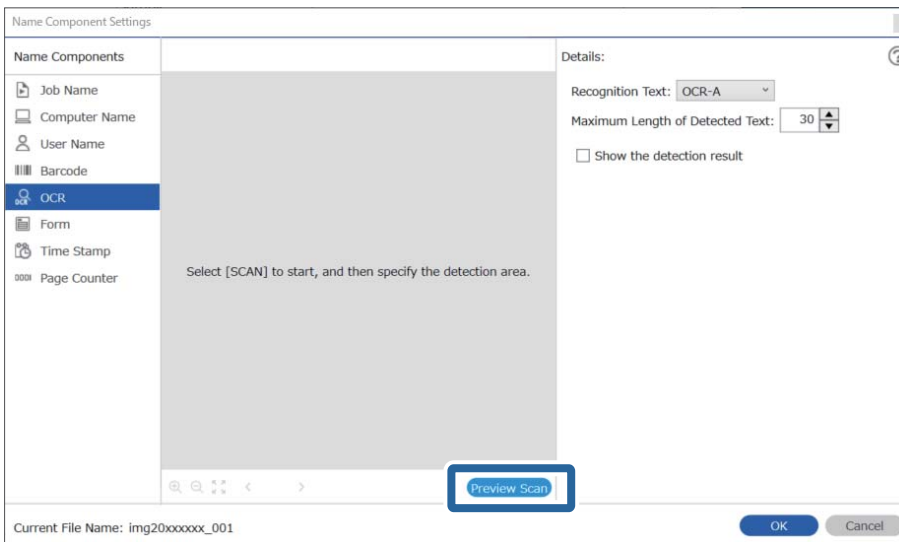 Name Component Settings
Name Components
Job Name
Computer Name
User Name
Barcode
OCR
OCR
Form
Time Stamp
0001 Page Counter
Select [SCAN] to start, and then specify the detection area.
Preview Scan
Details:
?
Recognition Text: OCR-A
Maximum Length of Detected Text: 30
Show the detection result
Current File Name: img20xxxxxx_001
OK
Cancel